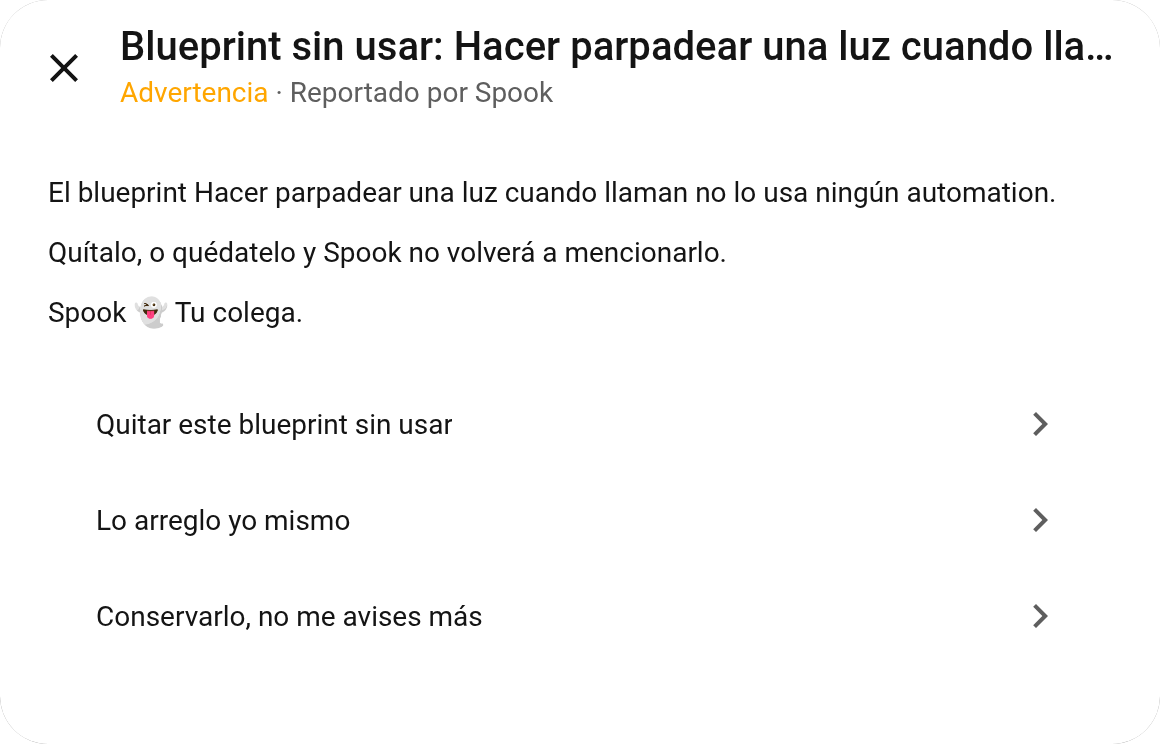 Blueprint sin usar: Hacer parpadear una luz cuando lla…
Advertencia · Reportado por Spook
El blueprint Hacer parpadear una luz cuando llaman no lo usa ningún automation.
Quítalo, o quédatelo y Spook no volverá a mencionarlo.
Spook 👻 Tu colega.
Quitar este blueprint sin usar
Lo arreglo yo mismo
Conservarlo, no me avises más